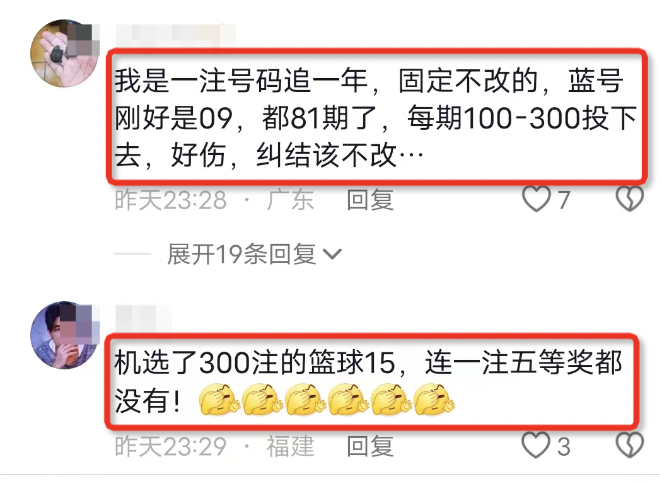 我是一注号码追一年，固定不改的，蓝号
刚好是09，都81期了，每期100-300投下
去，好伤，纠结该不改…
昨天23:28 · 广东 回复 7
展开19条回复
机选了300注的篮球15，连一注五等奖都
没有！
昨天23:29 · 福建 回复 3